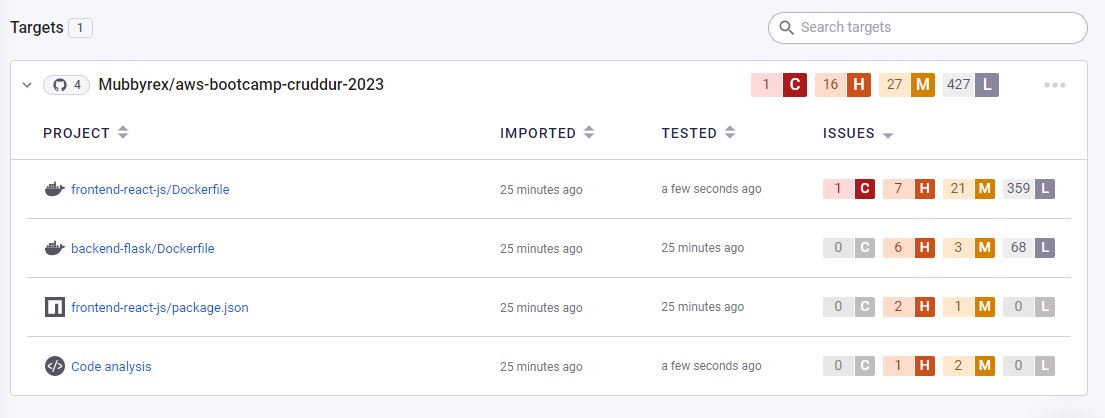 Targets 1
Search targets
4 Mubbyrex/aws-bootcamp-cruddur-2023 1 C 16 H 27 M 427 L
PROJECT IMPORTED TESTED ISSUES
frontend-react-js/Dockerfile 25 minutes ago a few seconds ago 1 C 7 H 21 M 359 L
backend-flask/Dockerfile 25 minutes ago 25 minutes ago 0 C 6 H 3 M 68 L
frontend-react-js/package.json 25 minutes ago 25 minutes ago 0 C 2 H 1 M 0 L
Code analysis 25 minutes ago a few seconds ago 0 C 1 H 2 M 0 L